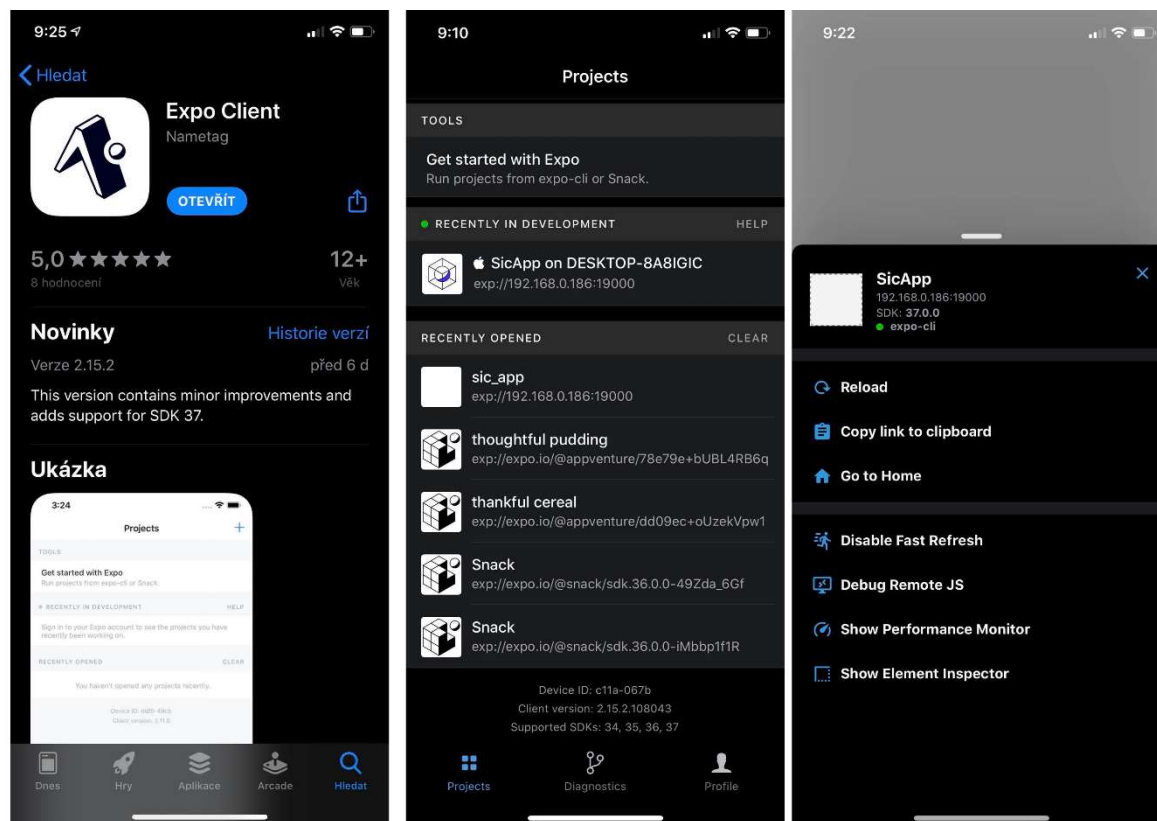 9:25
Hledat
Expo Client
Nametag
OTEVŘÍT
5,0
12+
8 hodnocení
Věk
Novinky
Historie verzí
Verze 2.15.2
před 6 d
This version contains minor improvements and
adds support for SDK 37.
Ukázka
3:24
Projects
TOOLS
Get started with Expo
Run projects from expo-cli or Snack.
RECENTLY IN DEVELOPMENT
HELP
Sign in to your Expo account to see the projects you have
recently been working on.
RECENTLY OPENED
CLEAR
You haven't opened any projects recently.
Dnes
Hry
Aplikace
Arcade
Hledat
9:10
Projects
TOOLS
Get started with Expo
Run projects from expo-cli or Snack.
RECENTLY IN DEVELOPMENT
HELP
SicApp on DESKTOP-8A8IGIC
exp://192.168.0.186:19000
RECENTLY OPENED
CLEAR
sic_app
exp://192.168.0.186:19000
thoughtful pudding
exp://expo.io/@appventure/78e79e+bUBL4RB6q
thankful cereal
exp://expo.io/@appventure/dd09ec+oUzekVpw1
Snack
exp://expo.io/@snack/sdk.36.0.0-49Zda_6Gf
Snack
exp://expo.io/@snack/sdk.36.0.0-iMbbp1f1R
Device ID: c11a-067b
Client version: 2.15.2.108043
Supported SDKs: 34, 35, 36, 37
Projects
Diagnostics
Profile
9:22
SicApp
192.168.0.186:19000
SDK: 37.0.0
expo-cli
Reload
Copy link to clipboard
Go to Home
Disable Fast Refresh
Debug Remote JS
Show Performance Monitor
Show Element Inspector